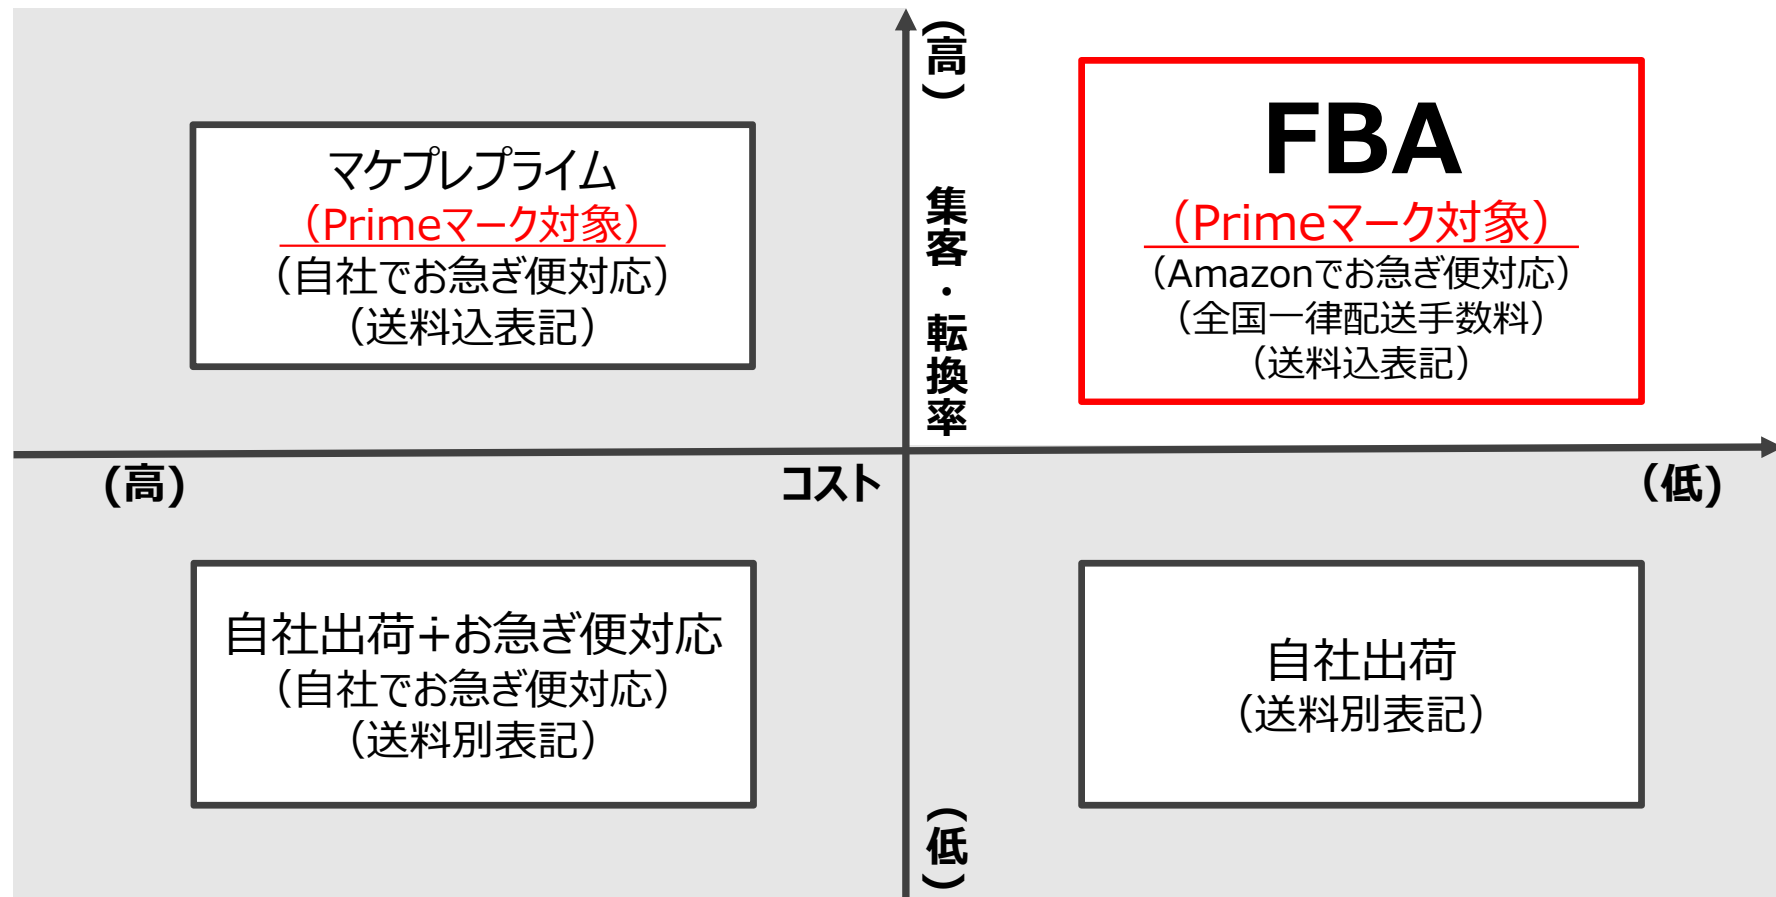 (高)
集客・転換率
マケプレプライム
（Primeマーク対象）
（自社でお急ぎ便対応）
（送料込表記）
FBA
（Primeマーク対象）
（Amazonでお急ぎ便対応）
（全国一律配送手数料）
（送料込表記）
(高)
コスト
（低)
自社出荷+お急ぎ便対応
（自社でお急ぎ便対応）
（送料別表記）
自社出荷
（送料別表記）
(低)